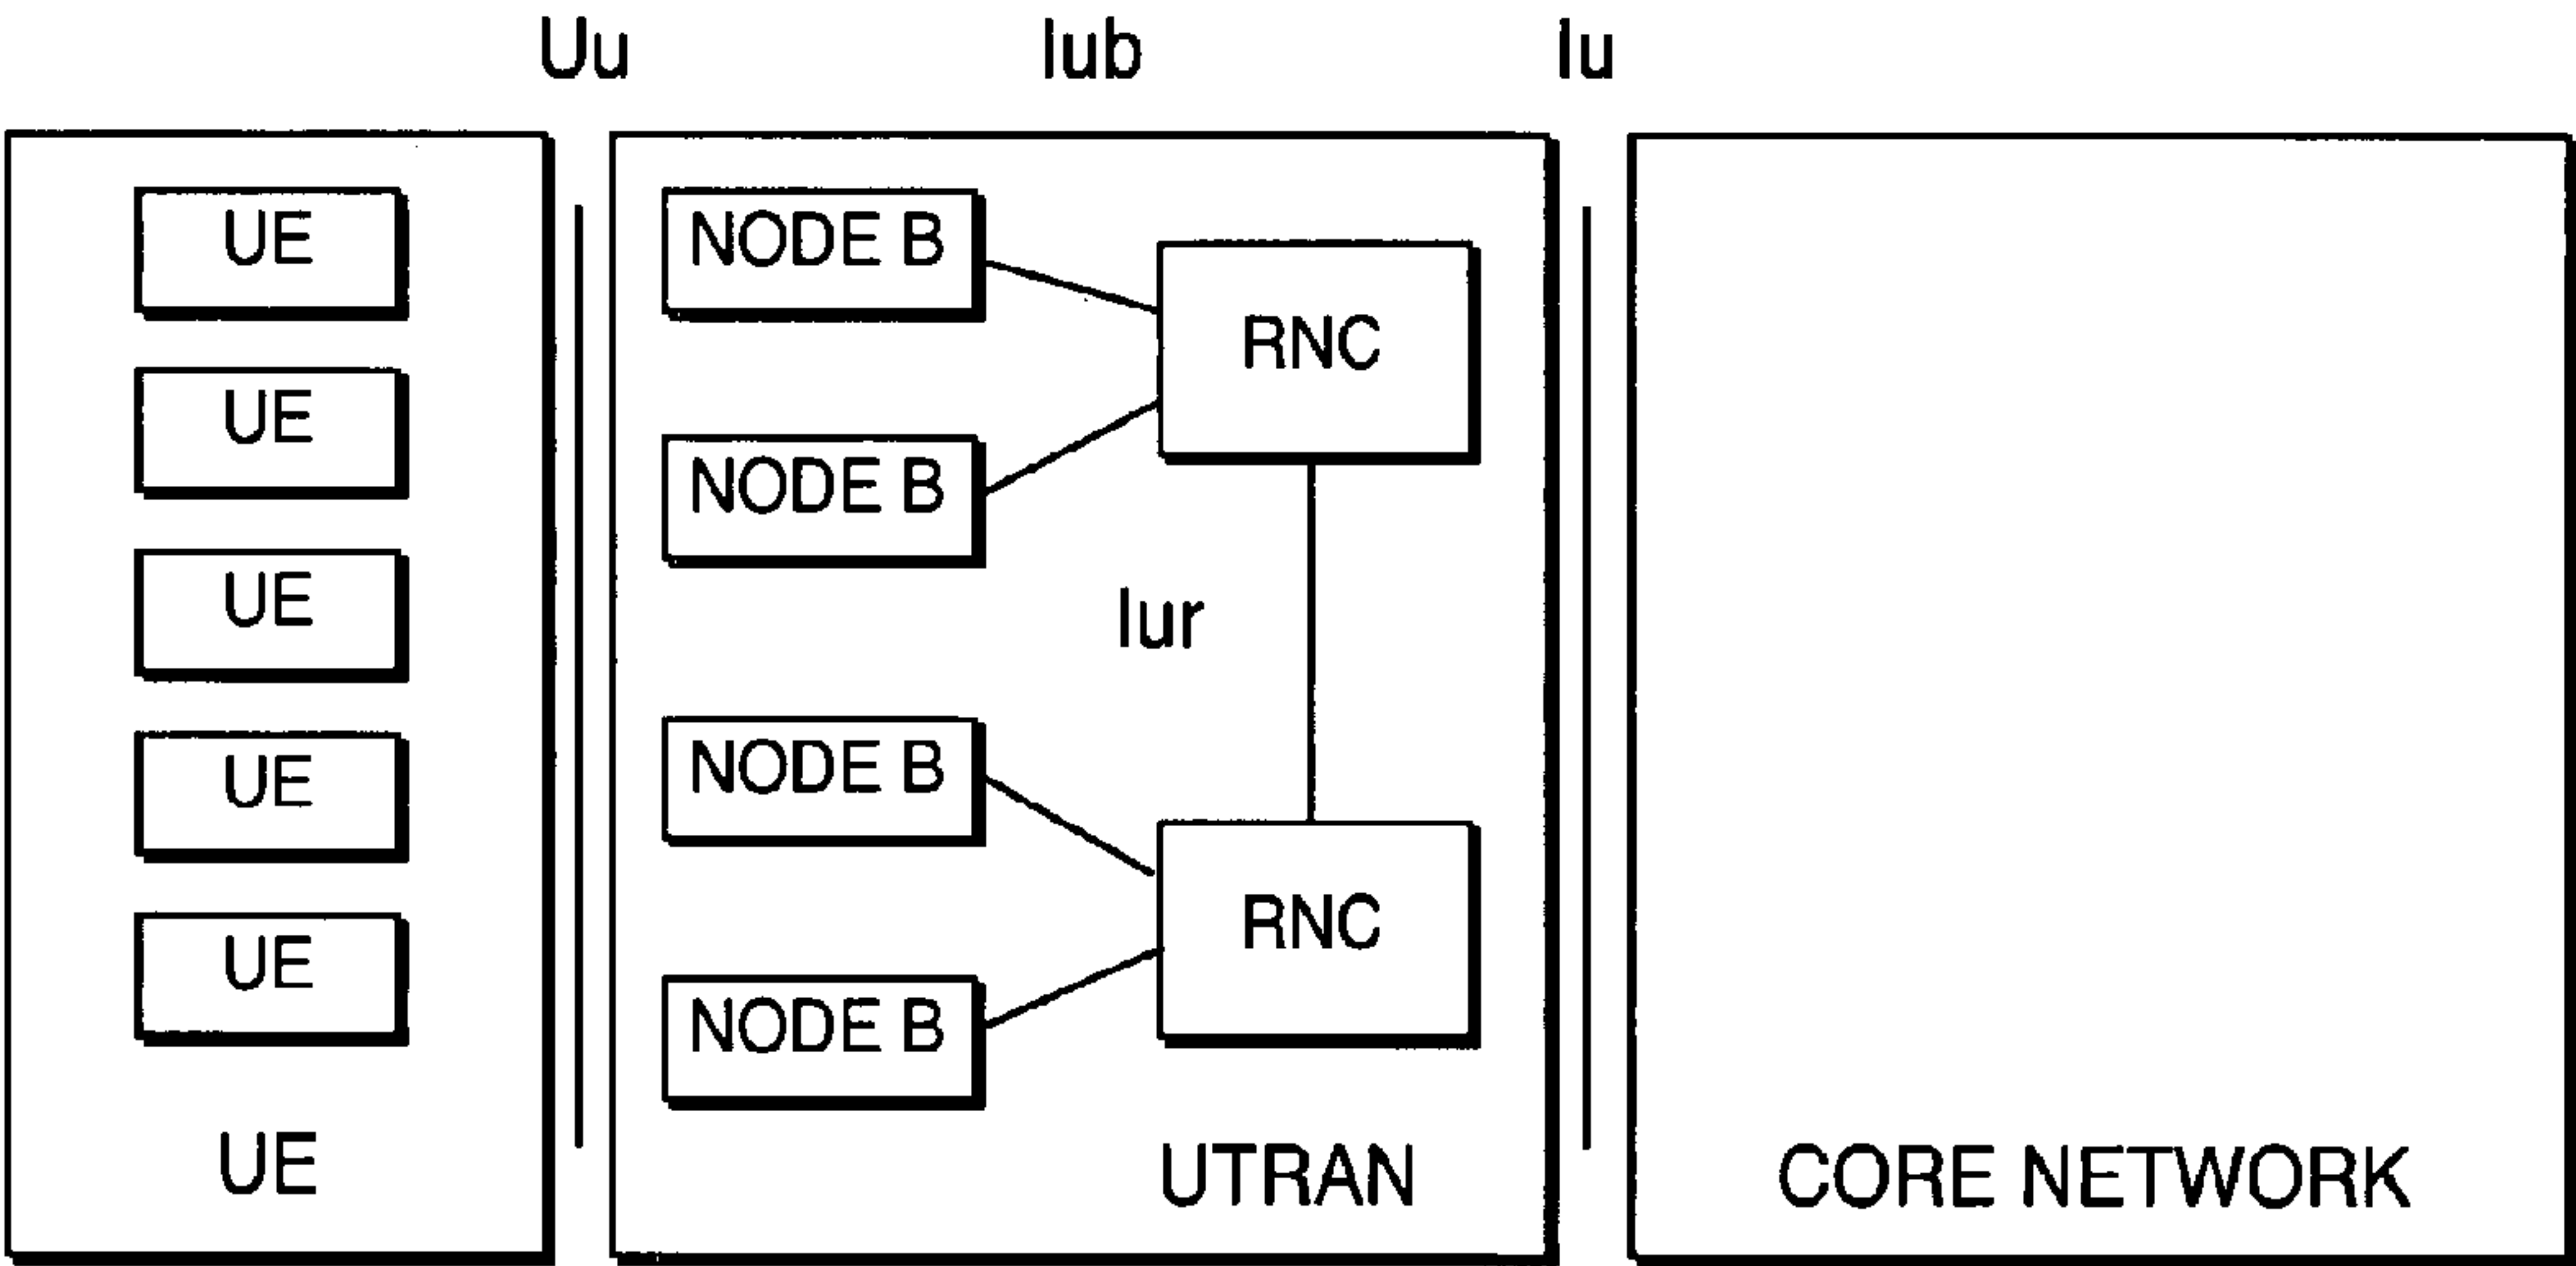 Uu
Iub
Iu
UE
UE
UE
UE
UE
UE
NODE B
NODE B
NODE B
NODE B
RNC
Iur
RNC
UTRAN
CORE NETWORK